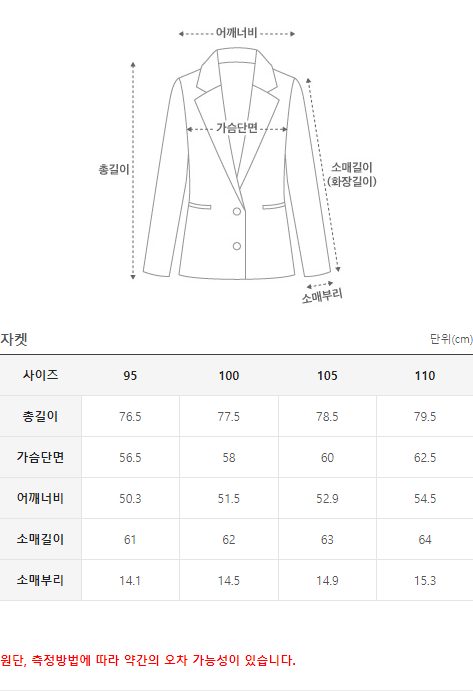 어깨너비
가슴단면
총길이
소매길이
(화장길이)
소매부리
자켓 단위(cm)
사이즈 95 100 105 110
총길이 76.5 77.5 78.5 79.5
가슴단면 56.5 58 60 62.5
어깨너비 50.3 51.5 52.9 54.5
소매길이 61 62 63 64
소매부리 14.1 14.5 14.9 15.3
원단, 측정방법에 따라 약간의 오차 가능성이 있습니다.